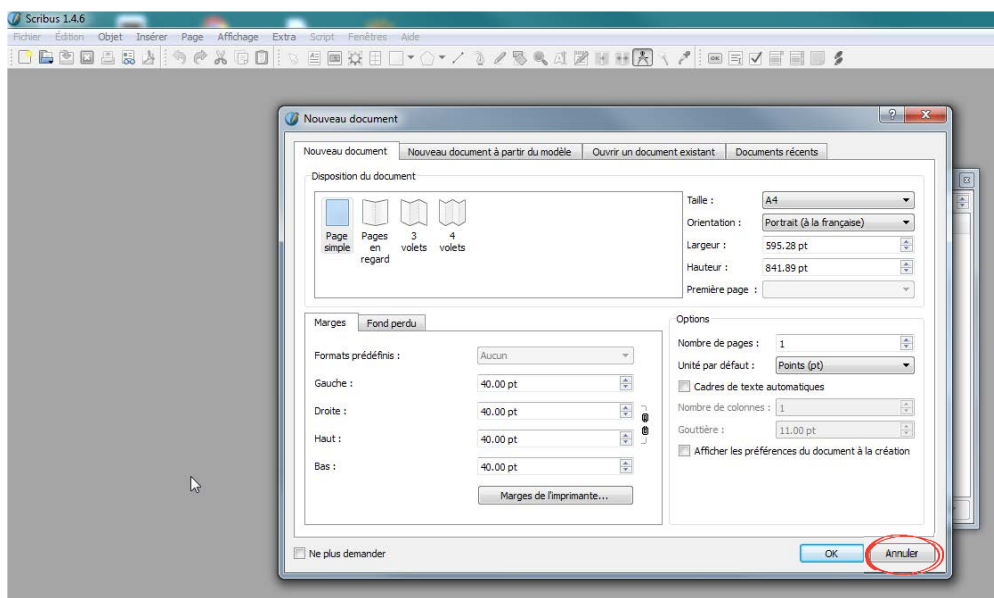 Scribus 1.4.6
Fichier Édition Objet Insérer Page Affichage Extra Script Fenêtres Aide
Nouveau document
Nouveau document Nouveau document à partir du modèle Ouvrir un document existant Documents récents
Disposition du document
Page simple
Pages en regard
3 volets
4 volets
Taille : A4
Orientation : Portrait (à la française)
Largeur : 595.28 pt
Hauteur : 841.89 pt
Première page :
Marges Fond perdu
Formats prédéfinis : Aucun
Gauche : 40.00 pt
Droite : 40.00 pt
Haut : 40.00 pt
Bas : 40.00 pt
Marges de l'imprimante...
Options
Nombre de pages : 1
Unité par défaut : Points (pt)
Cadres de texte automatiques
Nombre de colonnes : 1
Gouttière : 11.00 pt
Afficher les préférences du document à la création
Ne plus demander
OK Annuler